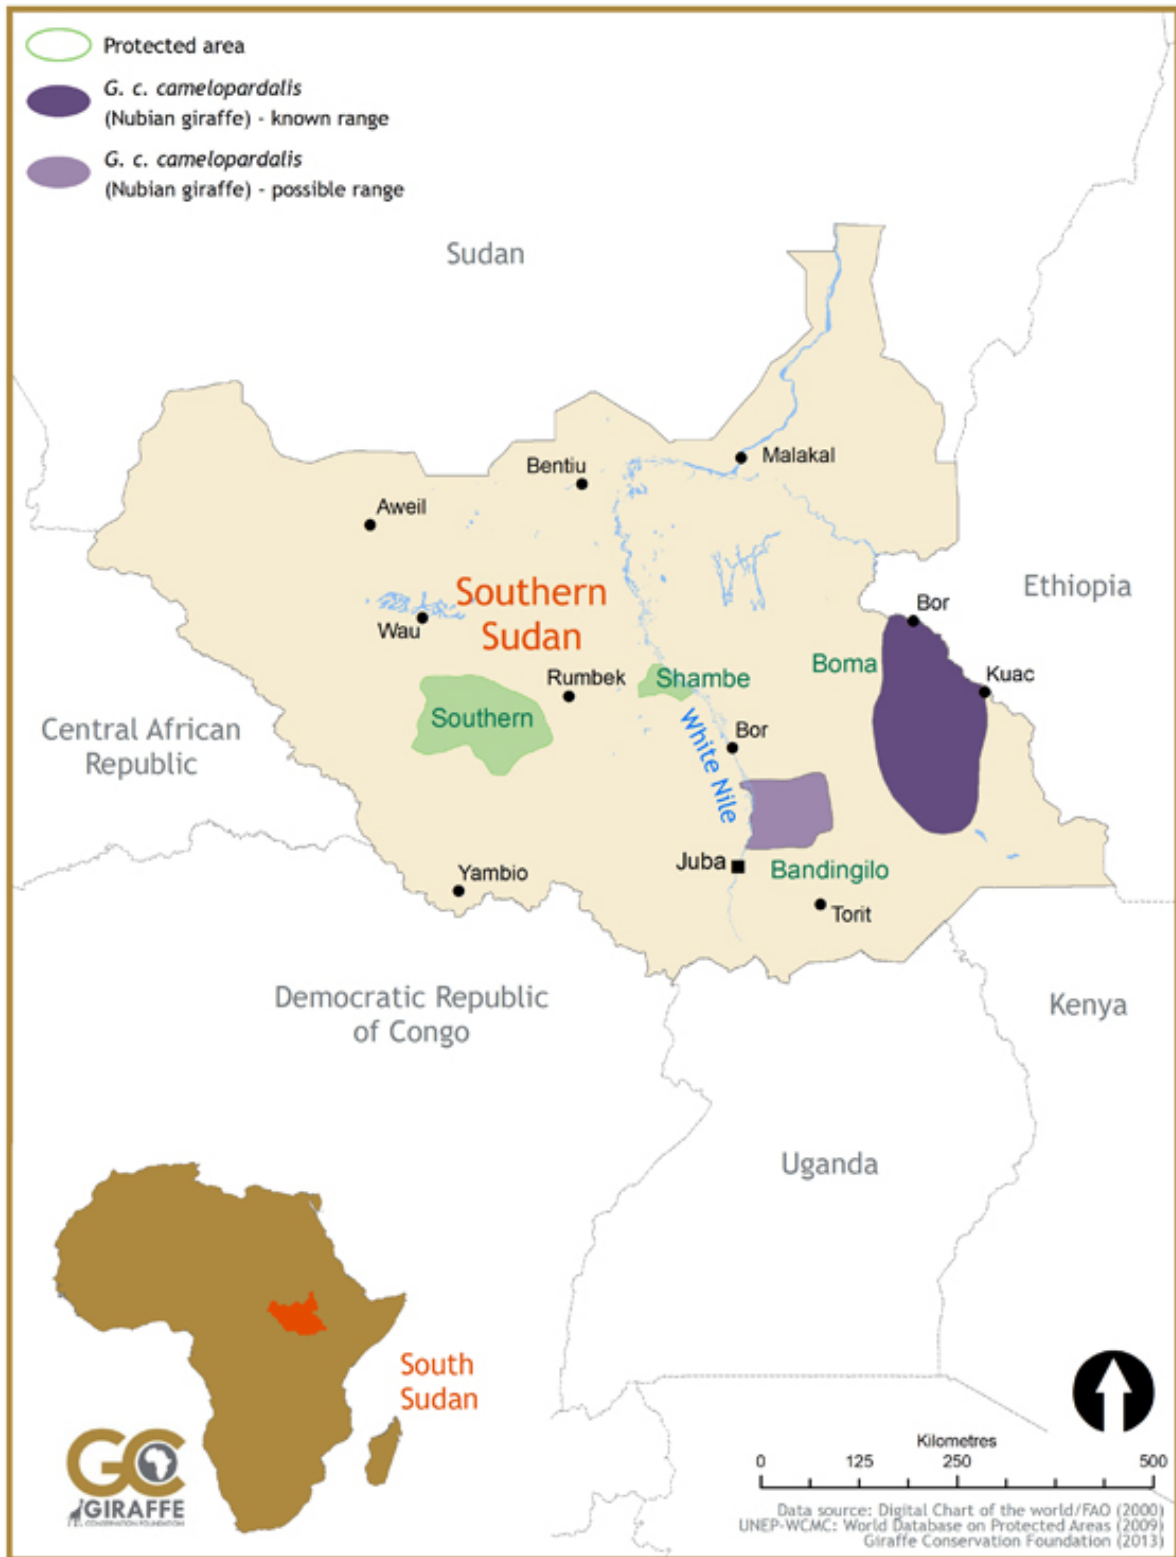 Protected area
G. c. camelopardalis
(Nubian giraffe) - known range
G. c. camelopardalis
(Nubian giraffe) - possible range
Sudan
Malakal
Bentiu
Aweil
Southern
Sudan
Ethiopia
Bor
Wau
Boma
Kuac
Rumbek
Shambe
Southern
Central African
Republic
Bor
White Nile
Juba
Bandingilo
Yambio
Torit
Democratic Republic
of Congo
Kenya
Uganda
South
Sudan
Kilometres
0 125 250 500
GC
GIRAFFE
CONSERVATION FOUNDATION
Data source: Digital Chart of the world/FAO (2000)
UNEP-WCMC: World Database on Protected Areas (2009)
Giraffe Conservation Foundation (2013)